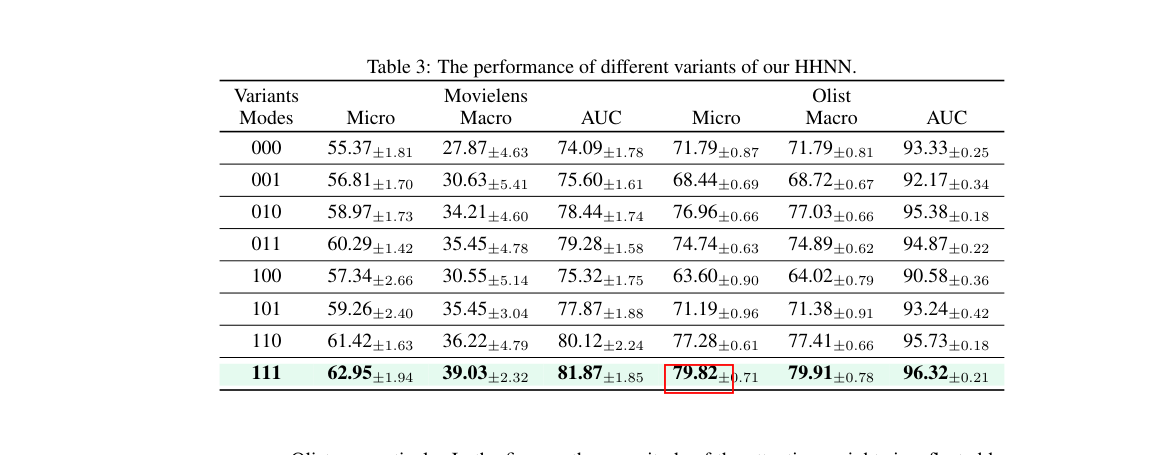 Table 3: The performance of different variants of our HHNN.
Variants Movielens Olist
Modes Micro Macro AUC Micro Macro AUC
000 55.37±1.81 27.87±4.63 74.09±1.78 71.79±0.87 71.79±0.81 93.33±0.25
001 56.81±1.70 30.63±5.41 75.60±1.61 68.44±0.69 68.72±0.67 92.17±0.34
010 58.97±1.73 34.21±4.60 78.44±1.74 76.96±0.66 77.03±0.66 95.38±0.18
011 60.29±1.42 35.45±4.78 79.28±1.58 74.74±0.63 74.89±0.62 94.87±0.22
100 57.34±2.66 30.55±5.14 75.32±1.75 63.60±0.90 64.02±0.79 90.58±0.36
101 59.26±2.40 35.45±3.04 77.87±1.88 71.19±0.96 71.38±0.91 93.24±0.42
110 61.42±1.63 36.22±4.79 80.12±2.24 77.28±0.61 77.41±0.66 95.73±0.18
111 62.95±1.94 39.03±2.32 81.87±1.85 79.82±0.71 79.91±0.78 96.32±0.21